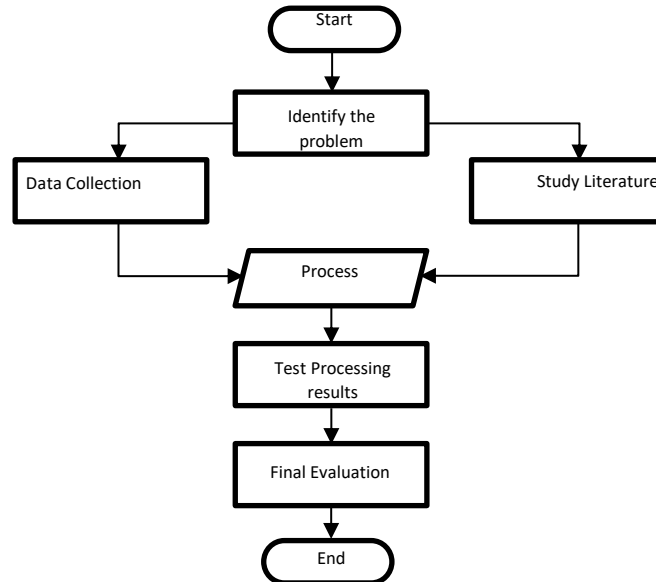 Start
Identify the
problem
Data Collection
Study Literature
Process
Test Processing
results
Final Evaluation
End